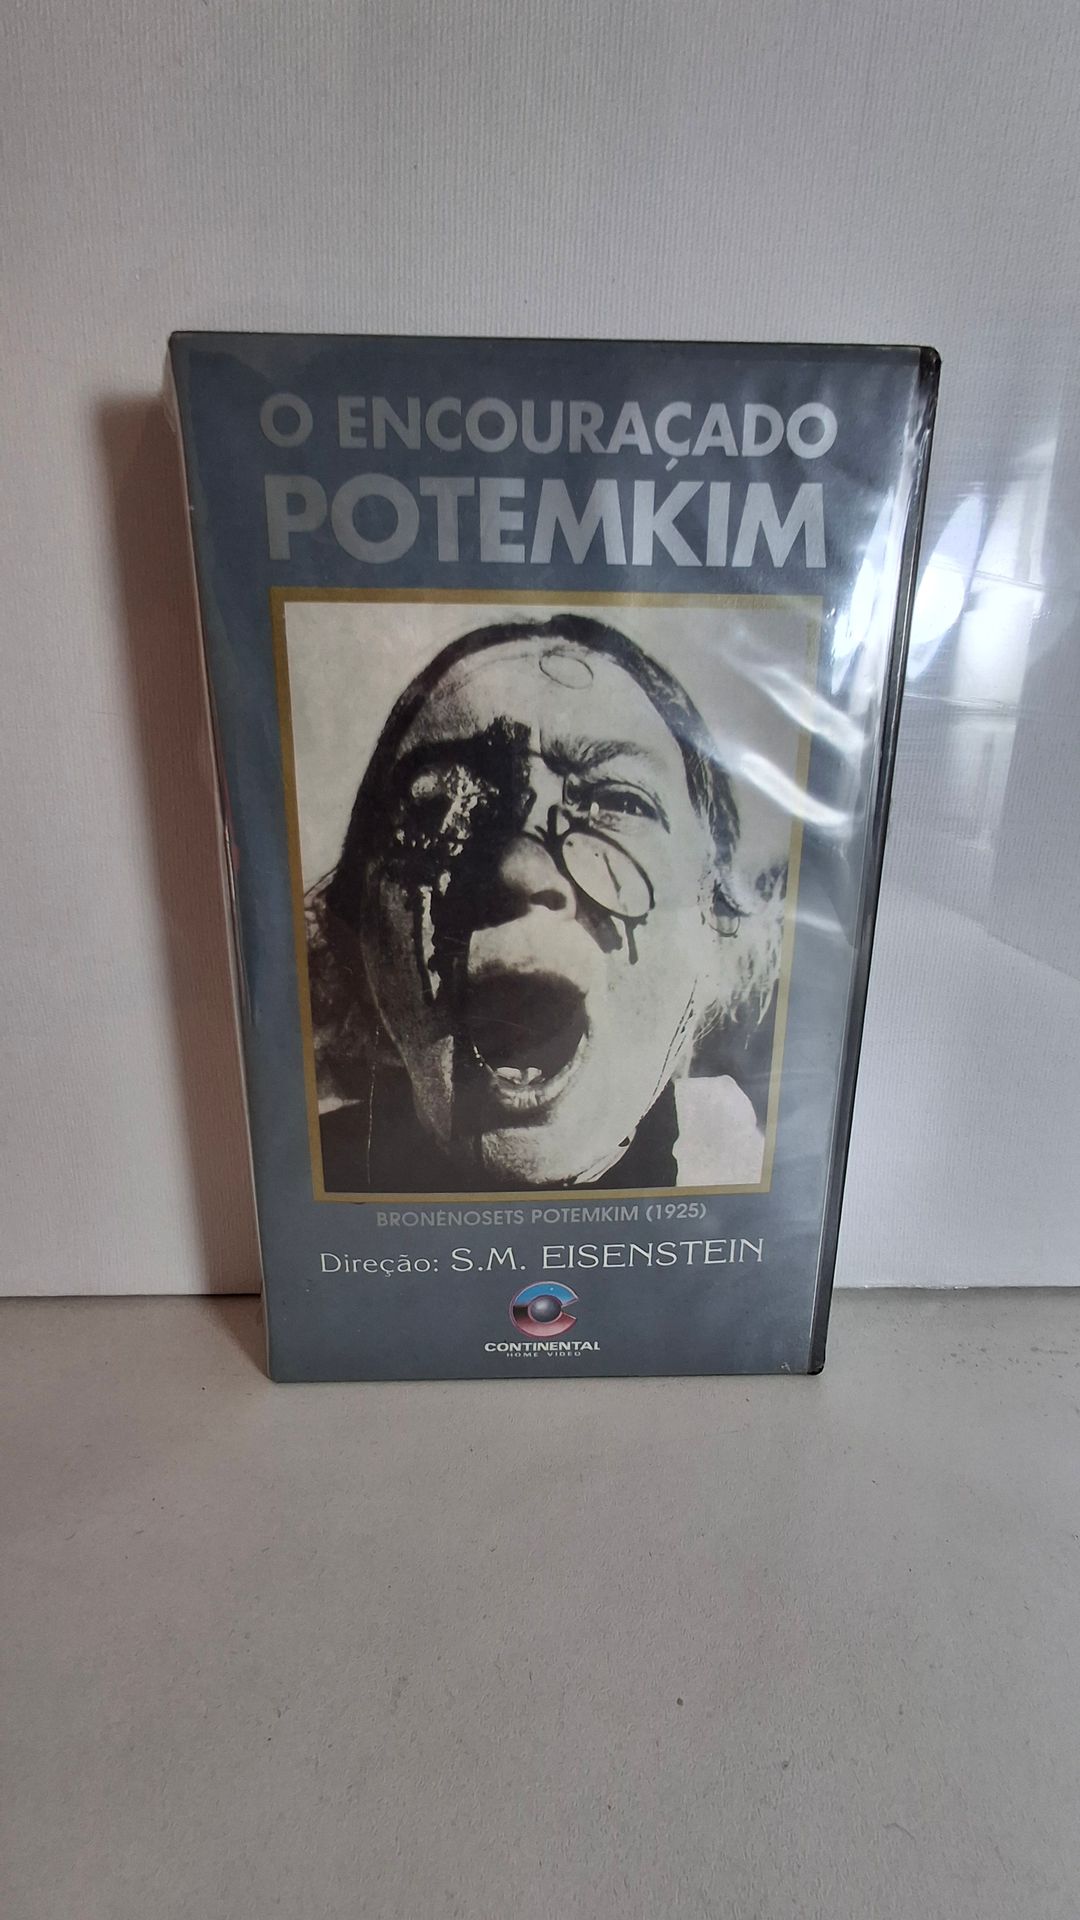 O ENCOURAÇADO
POTEMKIM
BRONENOSETS POTEMKIM (1925)
Direção: S.M. EISENSTEIN
CONTINENTAL
HOME VIDEO